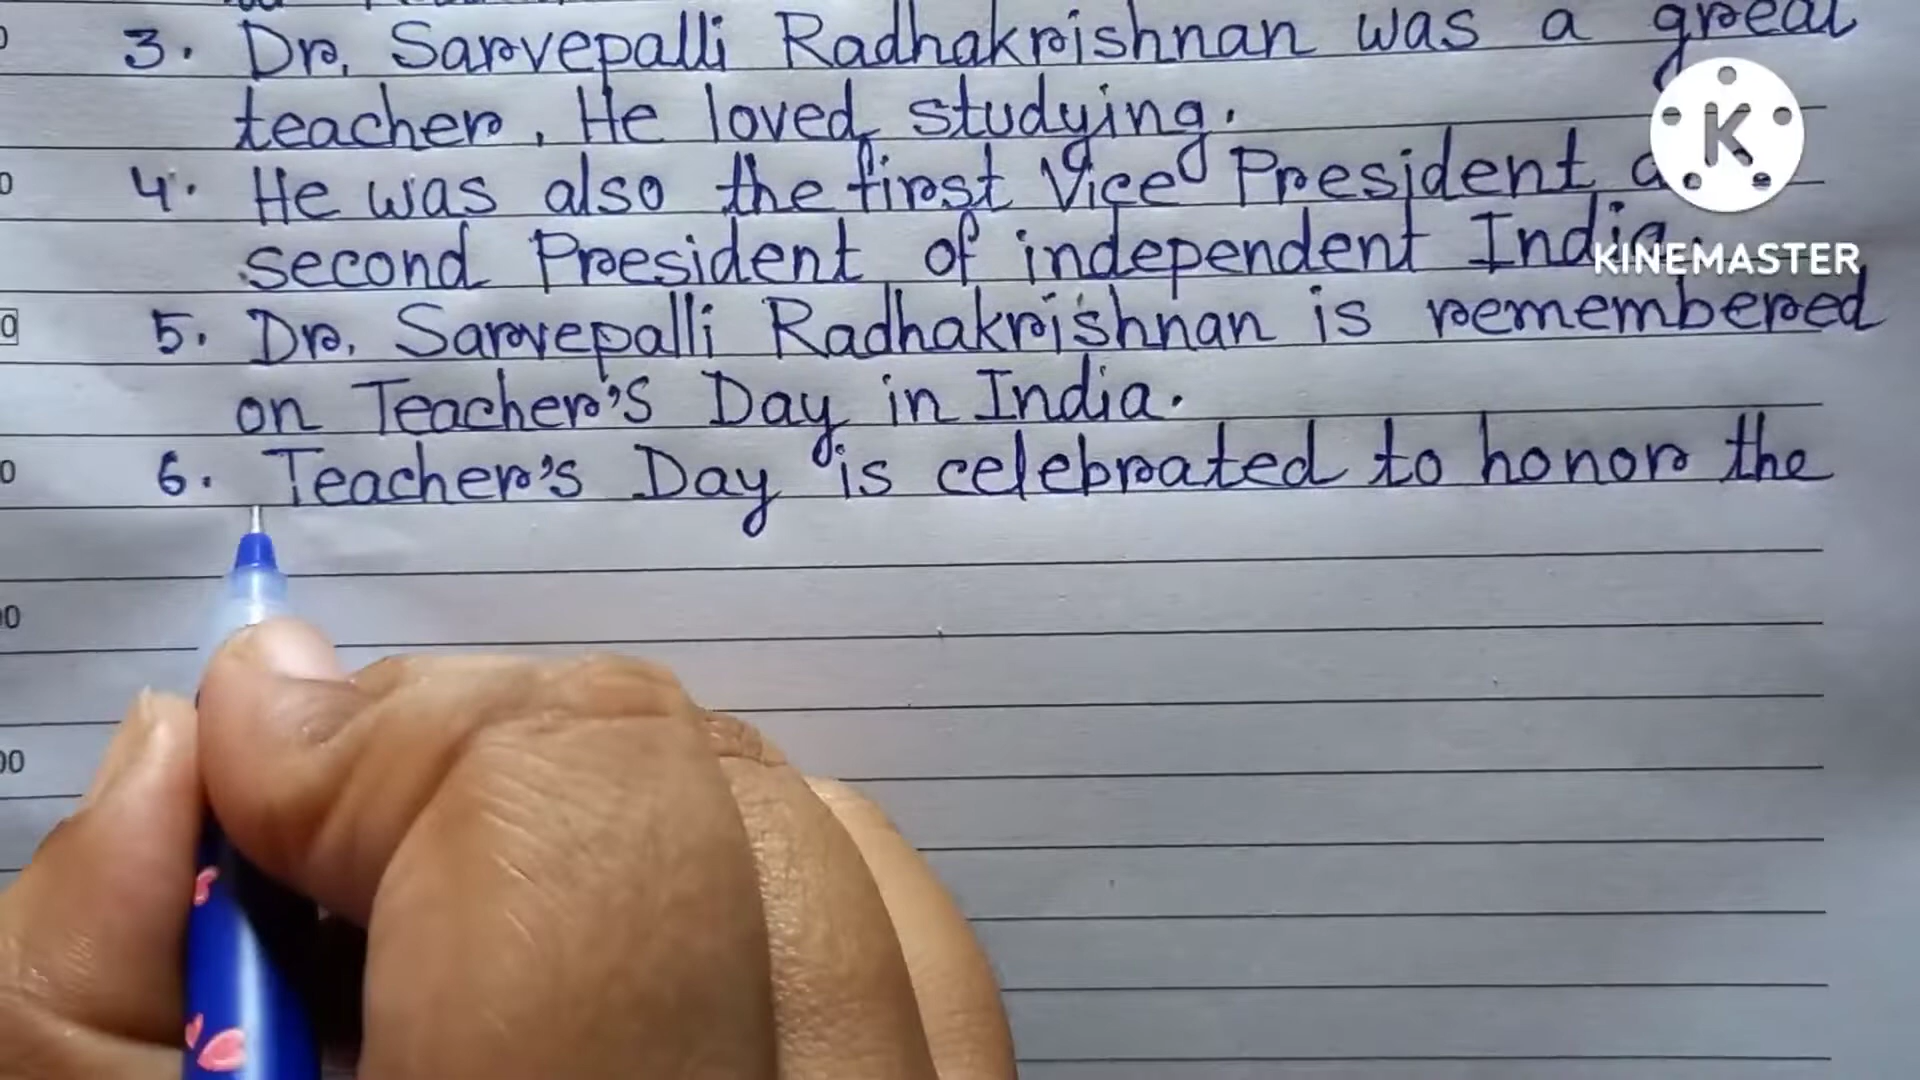 3. Dr. Sarvepalli Radhakrishnan was a great
teacher. He loved studying.
4. He was also the first Vice President
second President of independent India.
5. Dr. Sarvepalli Radhakrishnan is remembered
on Teacher's Day in India.
6. Teacher's Day is celebrated to honor the
K
KINEMASTER